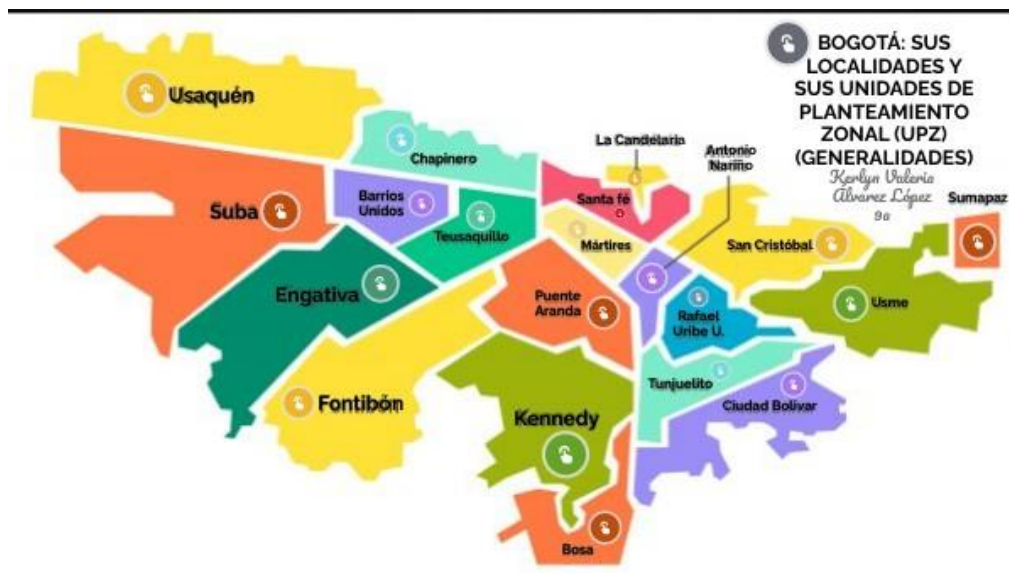 BOGOTÁ: SUS
LOCALIDADES Y
SUS UNIDADES DE
PLANTEAMIENTO
ZONAL (UPZ)
(GENERALIDADES)
Kerlyn Valeria
Álvarez López
9a
Usaquén
Chapinero
La Candelaria
Antonio
Nariño
Sumapaz
Suba
Barrios
Unidos
Teusaquillo
Santa fé
Mártires
San Cristóbal
Engativa
Puente
Aranda
Rafael
Uribe U.
Usme
Fontibón
Kennedy
Tunjuelito
Ciudad Bolivar
Bosa